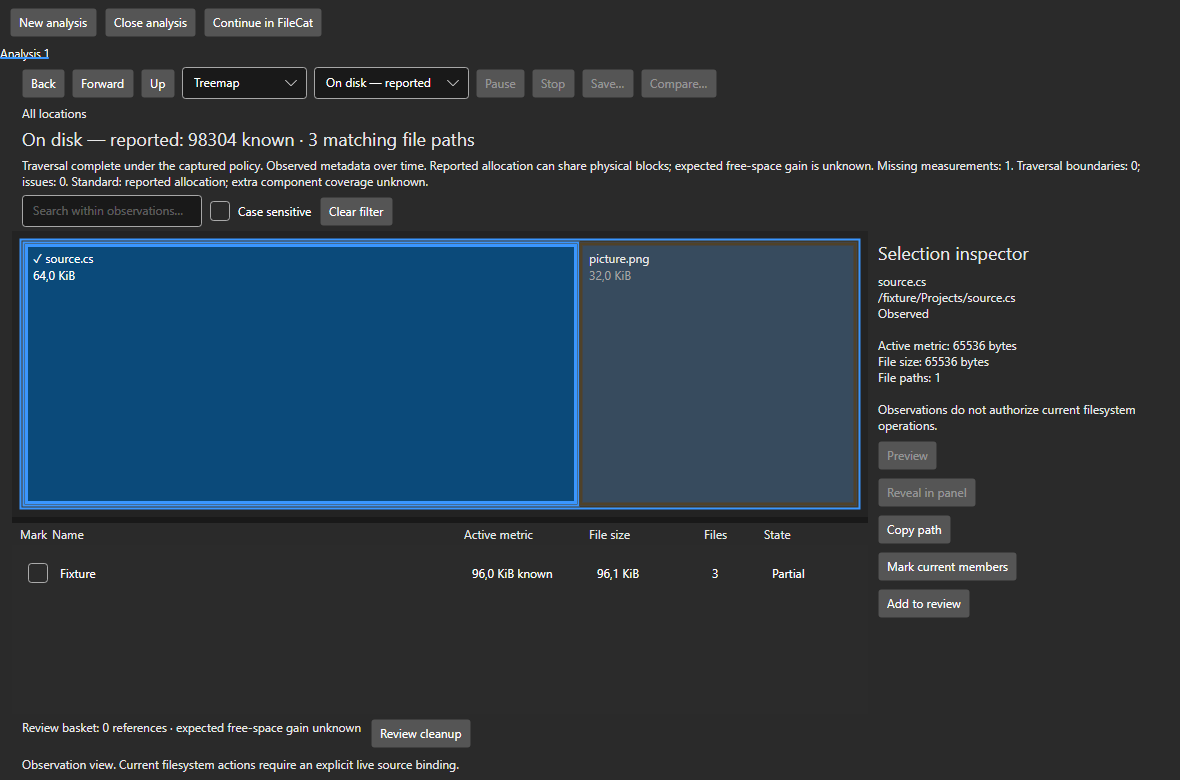 New analysis Close analysis Continue in FileCat
Analysis 1
Back Forward Up Treemap On disk — reported Pause Stop Save... Compare...
All locations
On disk — reported: 98304 known · 3 matching file paths
Traversal complete under the captured policy. Observed metadata over time. Reported allocation can share physical blocks; expected free-space gain is unknown. Missing measurements: 1. Traversal boundaries: 0;
issues: 0. Standard: reported allocation; extra component coverage unknown.
Search within observations... Case sensitive Clear filter
✓ source.cs
64,0 KiB
picture.png
32,0 KiB
Selection inspector
source.cs
/fixture/Projects/source.cs
Observed
Active metric: 65536 bytes
File size: 65536 bytes
File paths: 1
Observations do not authorize current filesystem
operations.
Preview
Reveal in panel
Copy path
Mark current members
Add to review
Mark Name Active metric File size Files State
Fixture 96,0 KiB known 96,1 KiB 3 Partial
Review basket: 0 references · expected free-space gain unknown Review cleanup
Observation view. Current filesystem actions require an explicit live source binding.